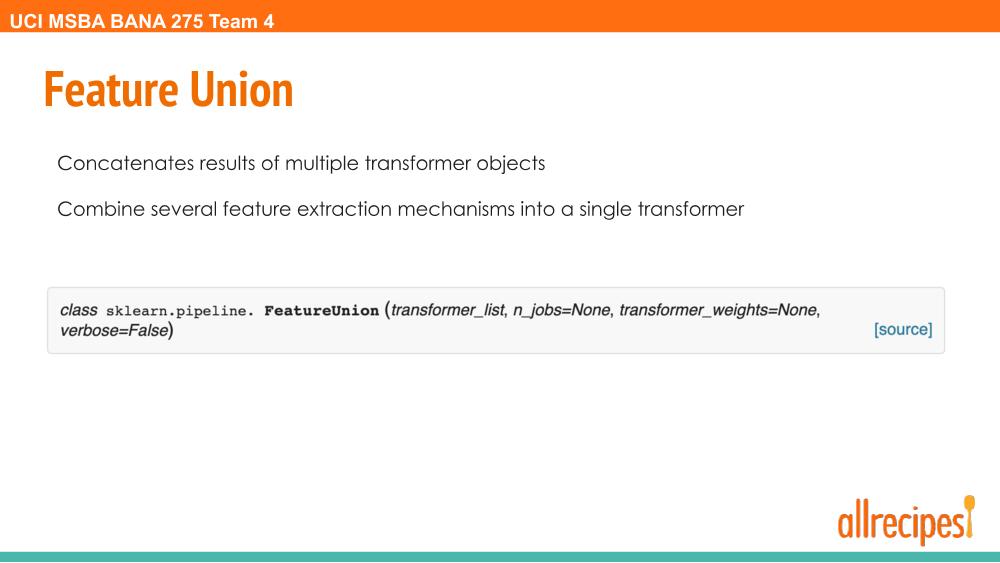 UCI MSBA BANA 275 Team 4
Feature Union
Concatenates results of multiple transformer objects
Combine several feature extraction mechanisms into a single transformer
class sklearn.pipeline. FeatureUnion (transformer_list, n_jobs=None, transformer_weights=None,
verbose=False) [source]
allrecipes